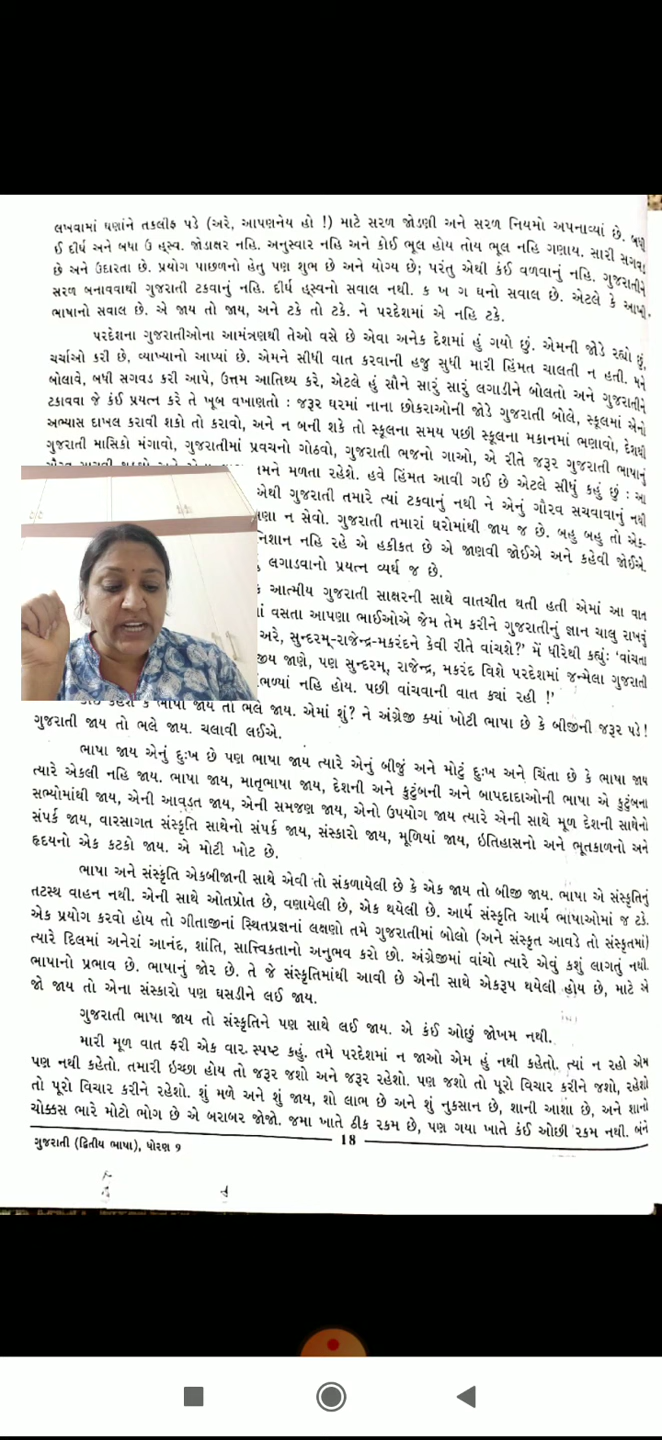 લખવામાં ઘણાંને તકલીફ પડે (અરે, આપણનેય હો !) માટે સરળ જોડણી અને સરળ નિયમો અપનાવ્યાં છે. બધી
ઈ દીર્ઘ અને બધા ઉ હ્રસ્વ. જોડાક્ષર નહિ. અનુસ્વાર નહિ અને કોઈ ભૂલ હોય તોય ભૂલ નહિ ગણાય. સારી સગવડ
છે અને ઉદારતા છે. પ્રયોગ પાછળનો હેતુ પણ શુભ છે અને યોગ્ય છે; પરંતુ એથી કંઈ વળવાનું નહિ. ગુજરાતીને
સરળ બનાવવાથી ગુજરાતી ટકવાનું નહિ. દીર્ઘ હ્રસ્વનો સવાલ નથી. ક ખ ગ ઘનો સવાલ છે. એટલે કે આખી
ભાષાનો સવાલ છે. એ જાય તો જાય, અને ટકે તો ટકે. ને પરદેશમાં એ નહિ ટકે.
પરદેશના ગુજરાતીઓના આમંત્રણથી તેઓ વસે છે એવા અનેક દેશમાં હું ગયો છું. એમની જોડે રહ્યો છું,
ચર્ચાઓ કરી છે, વ્યાખ્યાનો આપ્યાં છે. એમને સીધી વાત કરવાની હજુ સુધી મારી હિંમત ચાલતી ન હતી. મને
બોલાવે, બધી સગવડ કરી આપે, ઉત્તમ આતિથ્ય કરે, એટલે હું સૌને સારું સારું લગાડીને બોલતો અને ગુજરાતીને
ટકાવવા જે કંઈ પ્રયત્ન કરે તે ખૂબ વખાણતો : જરૂર ઘરમાં નાના છોકરાઓની જોડે ગુજરાતી બોલે, સ્કૂલમાં એનો
અભ્યાસ દાખલ કરાવી શકો તો કરાવો, અને ન બની શકે તો સ્કૂલના સમય પછી સ્કૂલના મકાનમાં ભણાવો, દેશથી
ગુજરાતી માસિકો મંગાવો, ગુજરાતીમાં પ્રવચનો ગોઠવો, ગુજરાતી ભજનો ગાઓ, એ રીતે જરૂર ગુજરાતી ભાષાનું
મળતા રહેશે. હવે હિંમત આવી ગઈ છે એટલે સીધું કહું છું : આ
એથી ગુજરાતી તમારે ત્યાં ટકવાનું નથી ને એનું ગૌરવ સચવાવાનું નથી
ન સેવો. ગુજરાતી તમારાં ઘરોમાંથી જાય જ છે. બહુ બહુ તો એક-
નહિ રહે એ હકીકત છે એ જાણવી જોઈએ અને કહેવી જોઈએ.
લગાડવાનો પ્રયત્ન વ્યર્થ જ છે.
આત્મીય ગુજરાતી સાક્ષરની સાથે વાતચીત થતી હતી એમાં આ વાત
વસતા આપણા ભાઈઓએ જેમ તેમ કરીને ગુજરાતીનું જ્ઞાન ચાલુ રાખવું
અરે, સુન્દરમ્-રાજેન્દ્ર-મકરંદને કેવી રીતે વાંચશે?’ મેં ધીરેથી કહ્યું: ‘વાંચતા
જાણે, પણ સુન્દરમ્, રાજેન્દ્ર, મકરંદ વિશે પરદેશમાં જન્મેલા ગુજરાતી
નહિ હોય. પછી વાંચવાની વાત ક્યાં રહી !’
કહેશે કે ભાષા જાય તો ભલે જાય. એમાં શું? ને અંગ્રેજી ક્યાં ખોટી ભાષા છે કે બીજીની જરૂર પડે!
ગુજરાતી જાય તો ભલે જાય. ચલાવી લઈએ.
ભાષા જાય એનું દુઃખ છે પણ ભાષા જાય ત્યારે એનું બીજું અને મોટું દુઃખ અને ચિંતા છે કે ભાષા જાય
ત્યારે એકલી નહિ જાય. ભાષા જાય, માતૃભાષા જાય, દેશની અને કુટુંબની અને બાપદાદાઓની ભાષા એ કુટુંબના
સભ્યોમાંથી જાય, એની આવડત જાય, એની સમજણ જાય, એનો ઉપયોગ જાય ત્યારે એની સાથે મૂળ દેશની સાથેનો
સંપર્ક જાય, વારસાગત સંસ્કૃતિ સાથેનો સંપર્ક જાય, સંસ્કારો જાય, મૂળિયાં જાય, ઇતિહાસનો અને ભૂતકાળનો અને
હૃદયનો એક કટકો જાય. એ મોટી ખોટ છે.
ભાષા અને સંસ્કૃતિ એકબીજાની સાથે એવી તો સંકળાયેલી છે કે એક જાય તો બીજી જાય. ભાષા એ સંસ્કૃતિનું
તટસ્થ વાહન નથી. એની સાથે ઓતપ્રોત છે, વણાયેલી છે, એક થયેલી છે. આર્ય સંસ્કૃતિ આર્ય ભાષાઓમાં જ ટકે.
એક પ્રયોગ કરવો હોય તો ગીતાજીનાં સ્થિતપ્રજ્ઞનાં લક્ષણો તમે ગુજરાતીમાં બોલો (અને સંસ્કૃત આવડે તો સંસ્કૃતમાં)
ત્યારે દિલમાં અનેરાં આનંદ, શાંતિ, સાત્ત્વિકતાનો અનુભવ કરો છો. અંગ્રેજીમાં વાંચો ત્યારે એવું કશું લાગતું નથી.
ભાષાનો પ્રભાવ છે. ભાષાનું જોર છે. તે જે સંસ્કૃતિમાંથી આવી છે એની સાથે એકરૂપ થયેલી હોય છે, માટે એ
જો જાય તો એના સંસ્કારો પણ ઘસડીને લઈ જાય.
ગુજરાતી ભાષા જાય તો સંસ્કૃતિને પણ સાથે લઈ જાય. એ કંઈ ઓછું જોખમ નથી.
મારી મૂળ વાત ફરી એક વાર સ્પષ્ટ કહું. તમે પરદેશમાં ન જાઓ એમ હું નથી કહેતો. ત્યાં ન રહો એમ
પણ નથી કહેતો. તમારી ઇચ્છા હોય તો જરૂર જશો અને જરૂર રહેશો. પણ જશો તો પૂરો વિચાર કરીને જશો, રહેશો
તો પૂરો વિચાર કરીને રહેશો. શું મળે અને શું જાય, શો લાભ છે અને શું નુકસાન છે, શાની આશા છે, અને શાનો
ચોક્કસ ભારે મોટો ભોગ છે એ બરાબર જોજો. જમા ખાતે ઠીક રકમ છે, પણ ગયા ખાતે કંઈ ઓછી રકમ નથી. બંને
18
ગુજરાતી (દ્વિતીય ભાષા), ધોરણ ૧